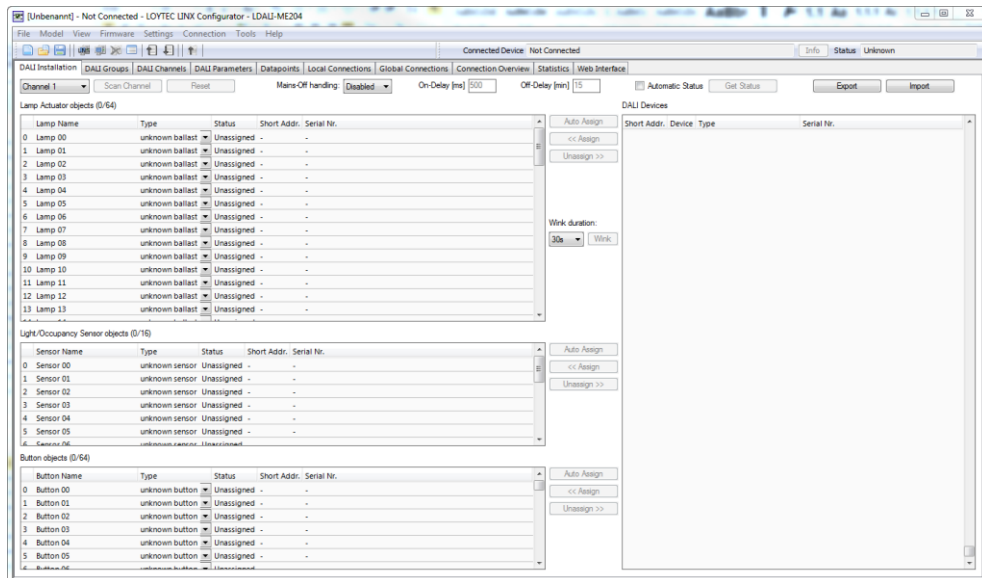 [Unbenannt] - Not Connected - LOYTEC LINX Configurator - LDALI-ME204
File Model View Firmware Settings Connection Tools Help
Connected Device Not Connected Info Status Unknown
DALI Installation DALI Groups DALI Channels DALI Parameters Datapoints Local Connections Global Connections Connection Overview Statistics Web Interface
Channel 1 Scan Channel Reset Mains-Off handling: Disabled On-Delay [ms] 500 Off-Delay [min] 15 Automatic Status Get Status Export Import
Lamp Actuator objects (0/64) DALI Devices
Lamp Name Type Status Short Addr. Serial Nr. Auto Assign Short Addr. Device Type Serial Nr.
0 Lamp 00 unknown ballast Unassigned - - << Assign
1 Lamp 01 unknown ballast Unassigned - - Unassign >>
2 Lamp 02 unknown ballast Unassigned - -
3 Lamp 03 unknown ballast Unassigned - -
4 Lamp 04 unknown ballast Unassigned - -
5 Lamp 05 unknown ballast Unassigned - -
6 Lamp 06 unknown ballast Unassigned - -
7 Lamp 07 unknown ballast Unassigned - - Wink duration:
8 Lamp 08 unknown ballast Unassigned - - 30s Wink
9 Lamp 09 unknown ballast Unassigned - -
10 Lamp 10 unknown ballast Unassigned - -
11 Lamp 11 unknown ballast Unassigned - -
12 Lamp 12 unknown ballast Unassigned - -
13 Lamp 13 unknown ballast Unassigned - -
Light/Occupancy Sensor objects (0/16)
Sensor Name Type Status Short Addr. Serial Nr. Auto Assign
0 Sensor 00 unknown sensor Unassigned - - << Assign
1 Sensor 01 unknown sensor Unassigned - - Unassign >>
2 Sensor 02 unknown sensor Unassigned - -
3 Sensor 03 unknown sensor Unassigned - -
4 Sensor 04 unknown sensor Unassigned - -
5 Sensor 05 unknown sensor Unassigned - -
6 Sensor 06 unknown sensor Unassigned
Button objects (0/64)
Button Name Type Status Short Addr. Serial Nr. Auto Assign
0 Button 00 unknown button Unassigned - - << Assign
1 Button 01 unknown button Unassigned - - Unassign >>
2 Button 02 unknown button Unassigned - -
3 Button 03 unknown button Unassigned - -
4 Button 04 unknown button Unassigned - -
5 Button 05 unknown button Unassigned - -
6 Button 06 unknown button Unassigned